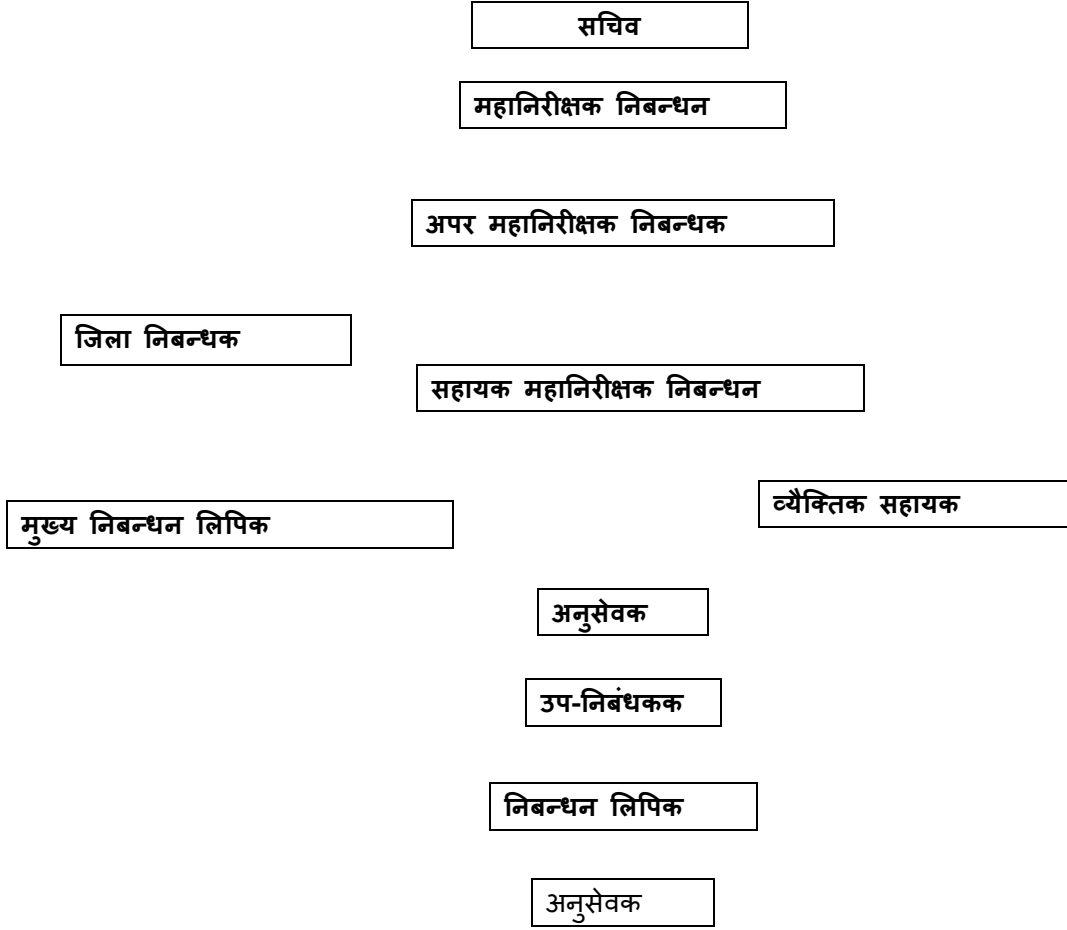 सचिव
महानिरीक्षक निबन्धन
अपर महानिरीक्षक निबन्धक
जिला निबन्धक
सहायक महानिरीक्षक निबन्धन
व्यैक्तिक सहायक
मुख्य निबन्धन लिपिक
अनुसेवक
उप-निबंधकक
निबन्धन लिपिक
अनुसेवक